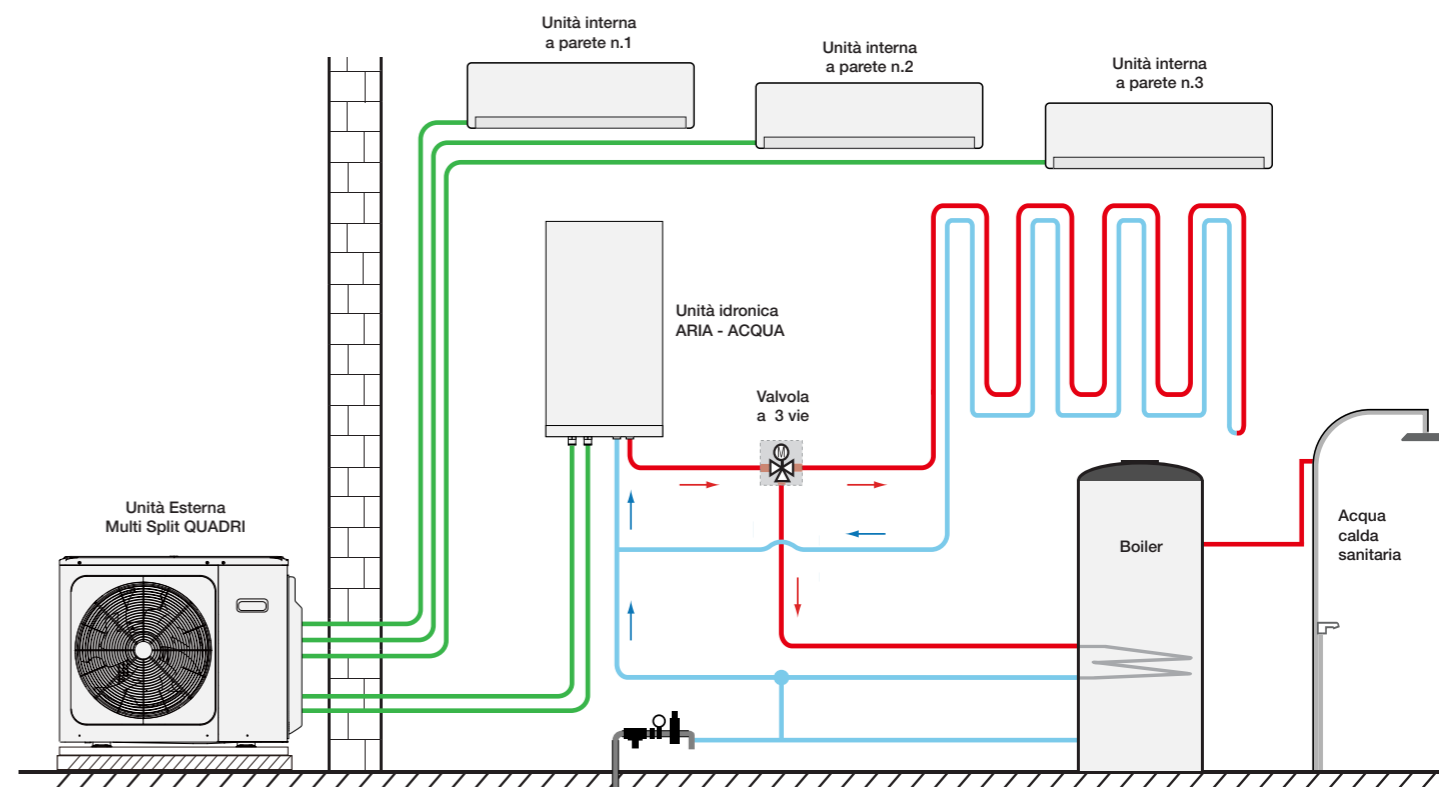 Unità interna
a parete n.1
Unità interna
a parete n.2
Unità interna
a parete n.3
Unità idronica
ARIA - ACQUA
Valvola
a 3 vie
M
Unità Esterna
Multi Split QUADRI
Boiler
Acqua
calda
sanitaria